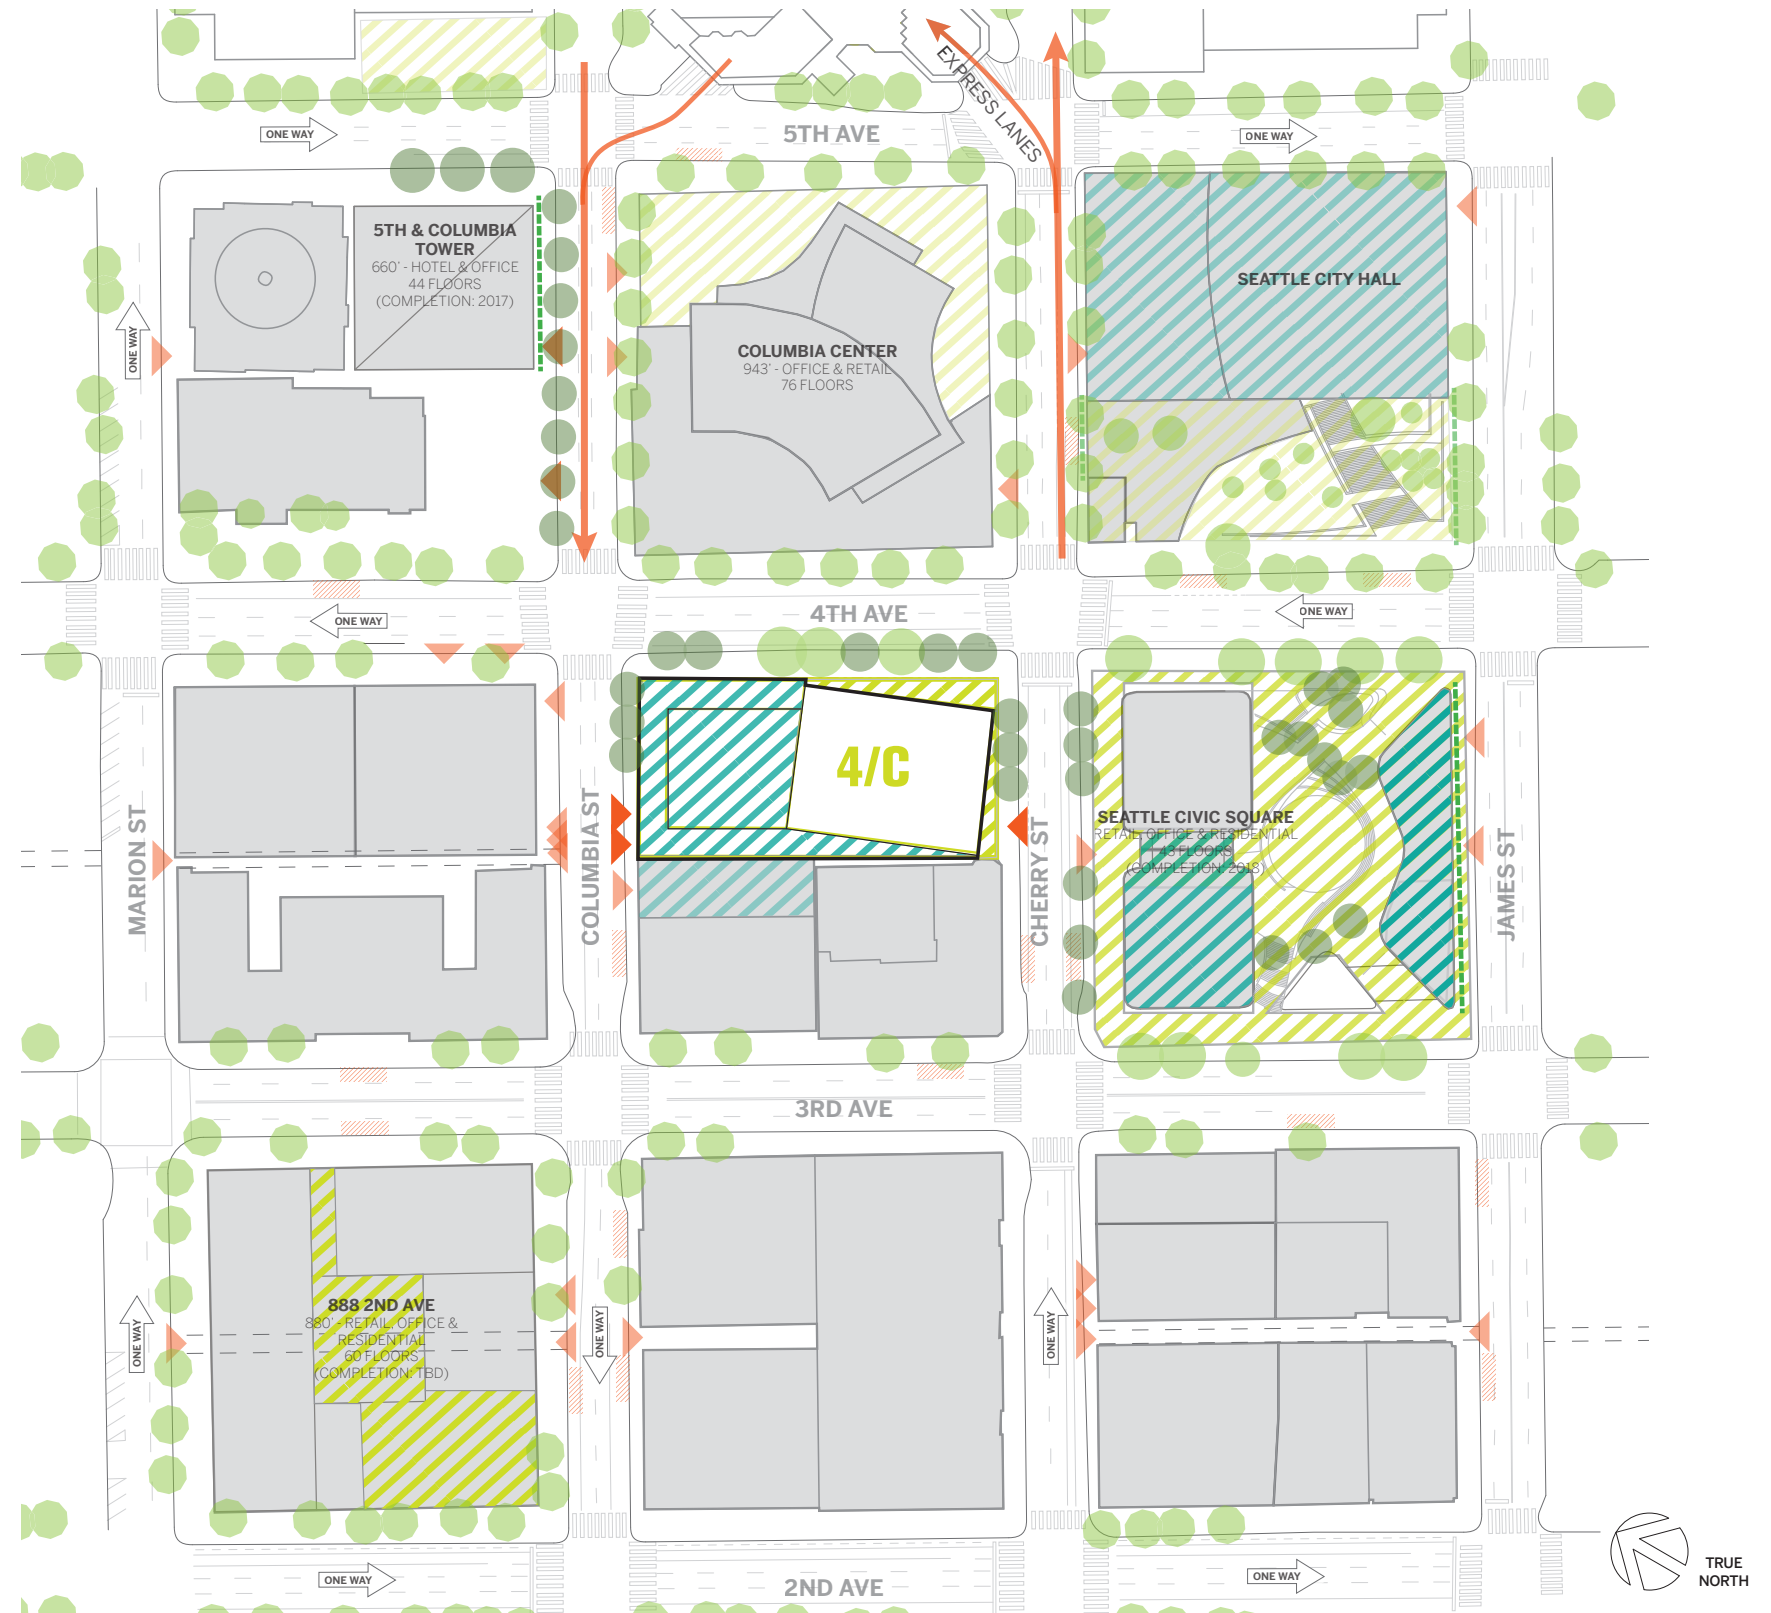 EXPRESS LANES
ONE WAY
5TH AVE
ONE WAY
5TH & COLUMBIA
TOWER
660' - HOTEL & OFFICE
44 FLOORS
(COMPLETION: 2017)
SEATTLE CITY HALL
ONE WAY
COLUMBIA CENTER
943' - OFFICE & RETAIL
76 FLOORS
ONE WAY
4TH AVE
ONE WAY
4/C
MARION ST
COLUMBIA ST
CHERRY ST
JAMES ST
SEATTLE CIVIC SQUARE
RETAIL, OFFICE & RESIDENTIAL
43 FLOORS
(COMPLETION: 2018)
3RD AVE
888 2ND AVE
880' - RETAIL, OFFICE &
RESIDENTIAL
60 FLOORS
(COMPLETION: TBD)
ONE WAY
ONE WAY
ONE WAY
ONE WAY
2ND AVE
ONE WAY
TRUE
NORTH